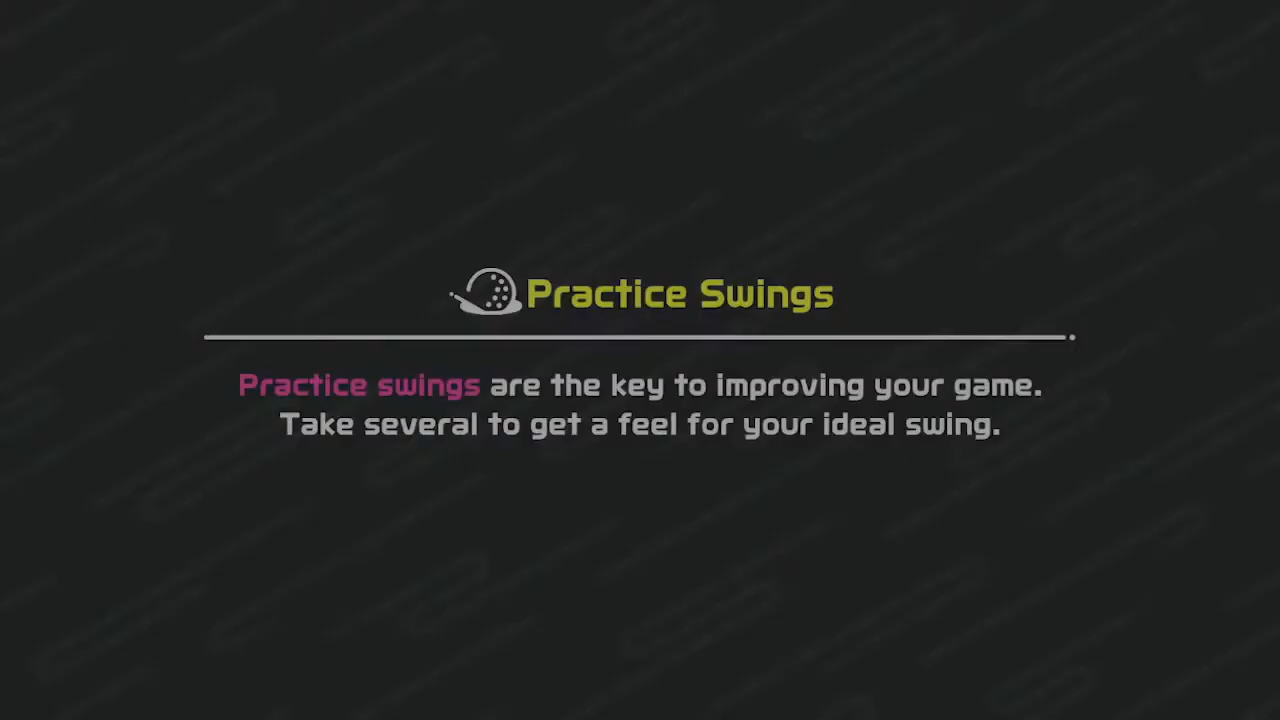 Practice Swings
Practice swings are the key to improving your game.
Take several to get a feel for your ideal swing.